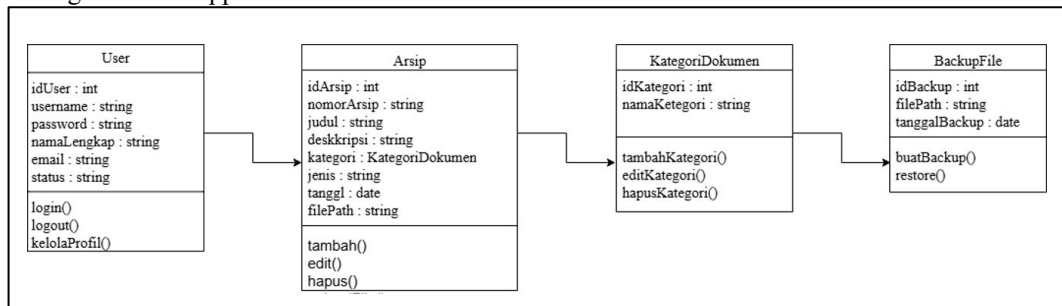 User
idUser : int
username : string
password : string
namaLengkap : string
email : string
status : string
login()
logout()
kelolaProfil()
Arsip
idArsip : int
nomorArsip : string
judul : string
deskkripsi : string
kategori : KategoriDokumen
jenis : string
tanggl : date
filePath : string
tambah()
edit()
hapus()
KategoriDokumen
idKategori : int
namaKetegori : string
tambahKategori()
editKategori()
hapusKategori()
BackupFile
idBackup : int
filePath : string
tanggalBackup : date
buatBackup()
restore()